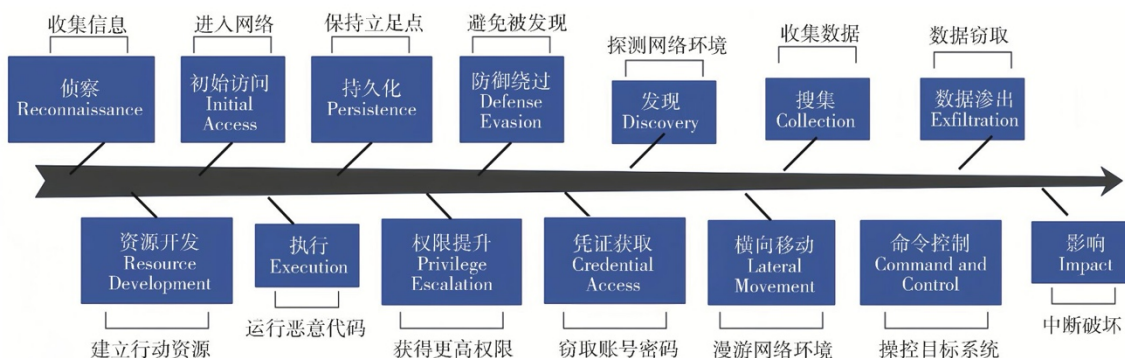 收集信息
进入网络
保持立足点
避免被发现
探测网络环境
收集数据
数据窃取
侦察
Reconnaissance
初始访问
Initial
Access
持久化
Persistence
防御绕过
Defense
Evasion
发现
Discovery
搜集
Collection
数据渗出
Exfiltration
资源开发
Resource
Development
执行
Execution
权限提升
Privilege
Escalation
凭证获取
Credential
Access
横向移动
Lateral
Movement
命令控制
Command and
Control
影响
Impact
建立行动资源
运行恶意代码
获得更高权限
窃取账号密码
漫游网络环境
操控目标系统
中断破坏